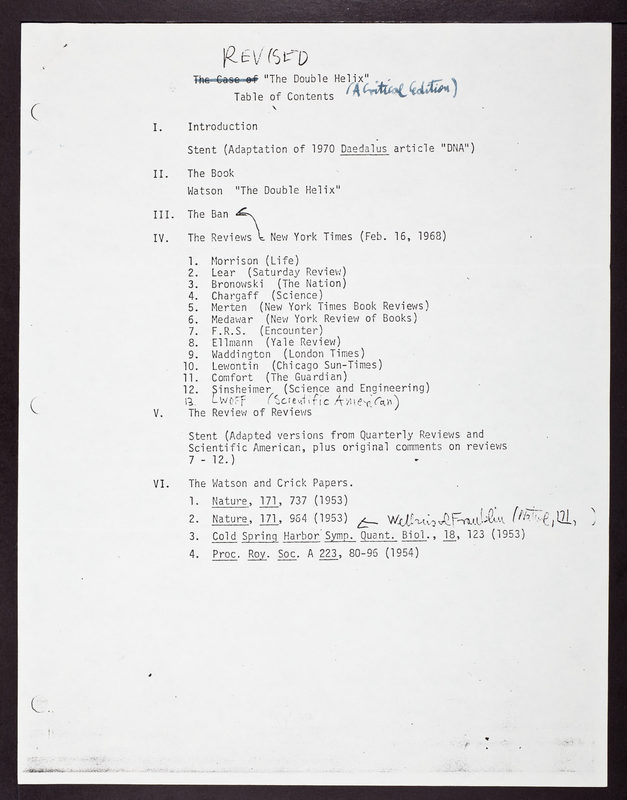 REVISED
The Case of "The Double Helix"
(A Critical Edition)
Table of Contents
I. Introduction
Stent (Adaptation of 1970 Daedalus article "DNA")
II. The Book
Watson "The Double Helix"
III. The Ban
IV. The Reviews New York Times (Feb. 16, 1968)
1. Morrison (Life)
2. Lear (Saturday Review)
3. Bronowski (The Nation)
4. Chargaff (Science)
5. Merten (New York Times Book Reviews)
6. Medawar (New York Review of Books)
7. F.R.S. (Encounter)
8. Ellmann (Yale Review)
9. Waddington (London Times)
10. Lewontin (Chicago Sun-Times)
11. Comfort (The Guardian)
12. Sinsheimer (Science and Engineering)
13 LWOFF (Scientific American)
V. The Review of Reviews
Stent (Adapted versions from Quarterly Reviews and
Scientific American, plus original comments on reviews
7 - 12.)
VI. The Watson and Crick Papers.
1. Nature, 171, 737 (1953)
2. Nature, 171, 964 (1953) Franklin (Nature, 171, )
3. Cold Spring Harbor Symp. Quant. Biol., 18, 123 (1953)
4. Proc. Roy. Soc. A 223, 80-96 (1954)